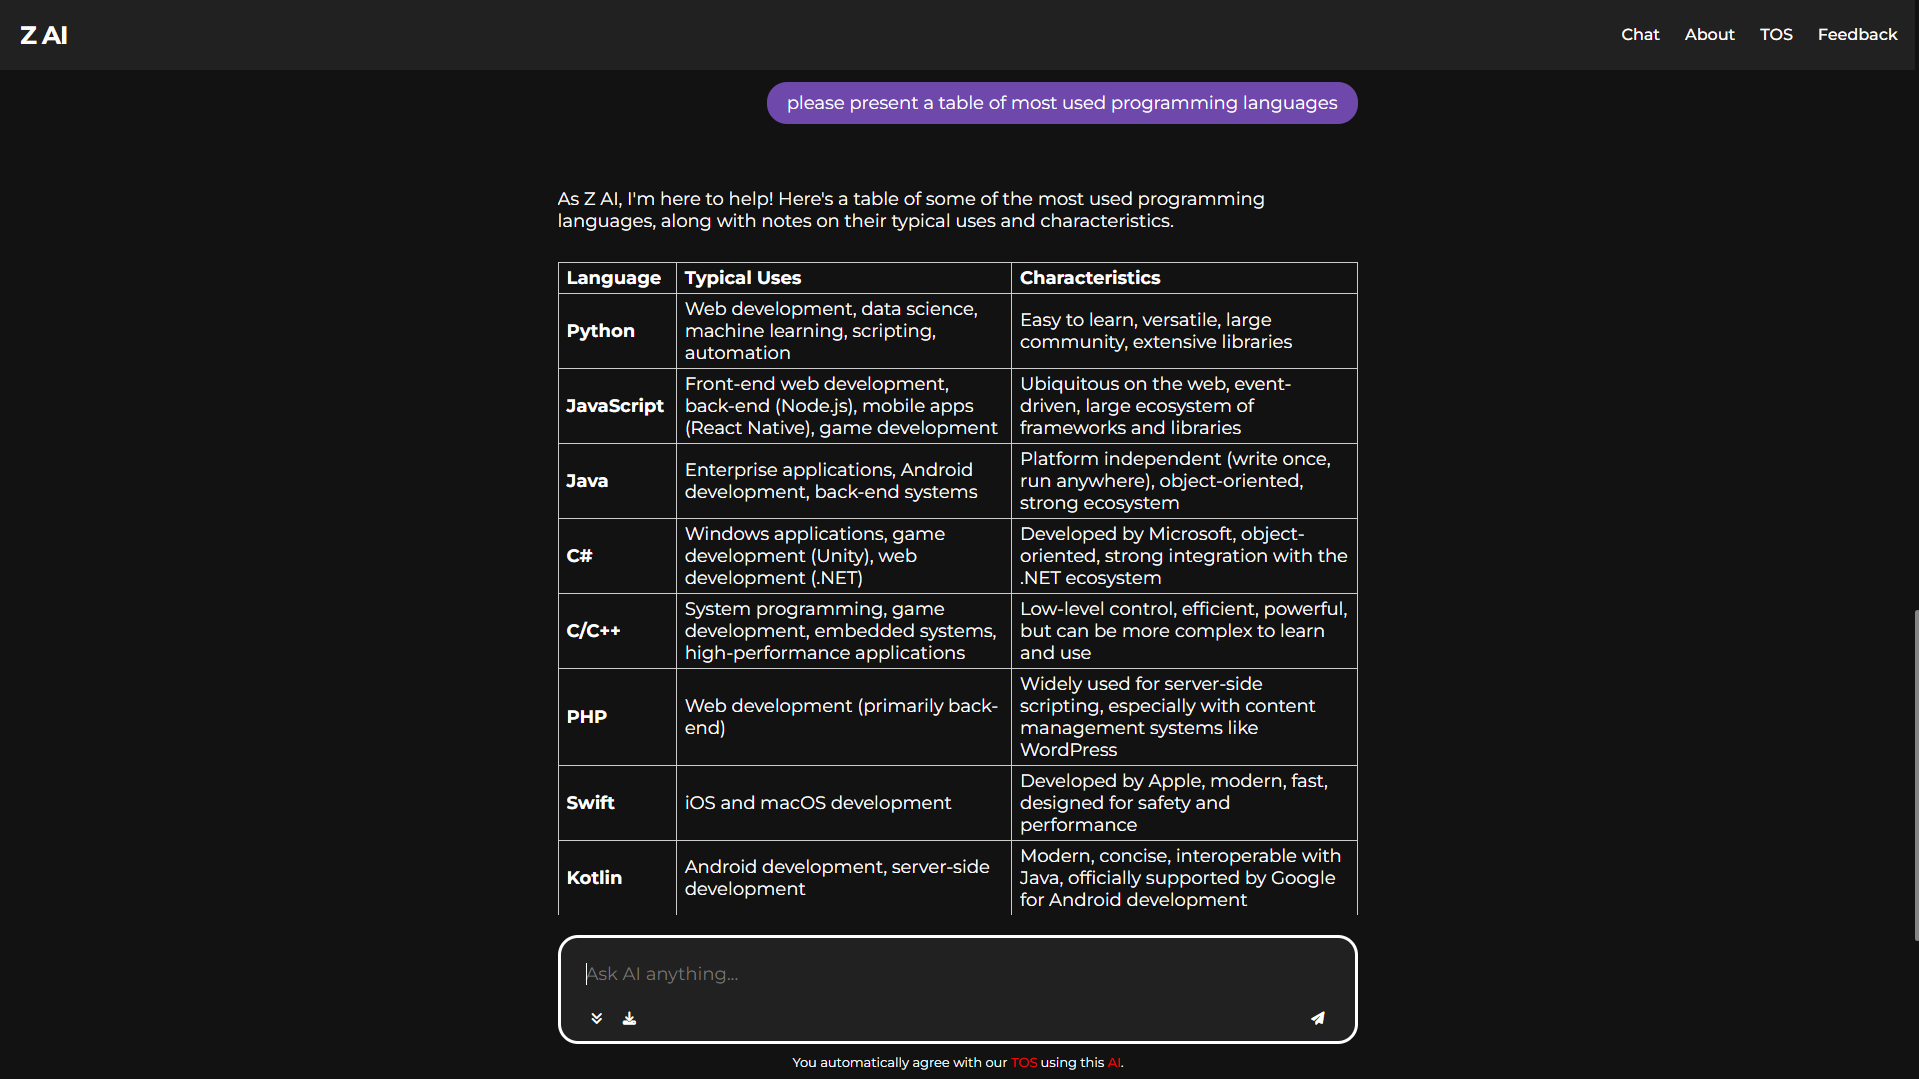 Z AI
Chat About TOS Feedback
please present a table of most used programming languages
As Z AI, I'm here to help! Here's a table of some of the most used programming
languages, along with notes on their typical uses and characteristics.
Language Typical Uses Characteristics
Python
Web development, data science,
machine learning, scripting,
automation
Easy to learn, versatile, large
community, extensive libraries
JavaScript
Front-end web development,
back-end (Node.js), mobile apps
(React Native), game development
Ubiquitous on the web, event-
driven, large ecosystem of
frameworks and libraries
Java
Enterprise applications, Android
development, back-end systems
Platform independent (write once,
run anywhere), object-oriented,
strong ecosystem
C#
Windows applications, game
development (Unity), web
development (.NET)
Developed by Microsoft, object-
oriented, strong integration with the
.NET ecosystem
C/C++
System programming, game
development, embedded systems,
high-performance applications
Low-level control, efficient, powerful,
but can be more complex to learn
and use
PHP
Web development (primarily back-
end)
Widely used for server-side
scripting, especially with content
management systems like
WordPress
Swift
iOS and macOS development
Developed by Apple, modern, fast,
designed for safety and
performance
Kotlin
Android development, server-side
development
Modern, concise, interoperable with
Java, officially supported by Google
for Android development
Ask AI anything...
You automatically agree with our TOS using this AI.